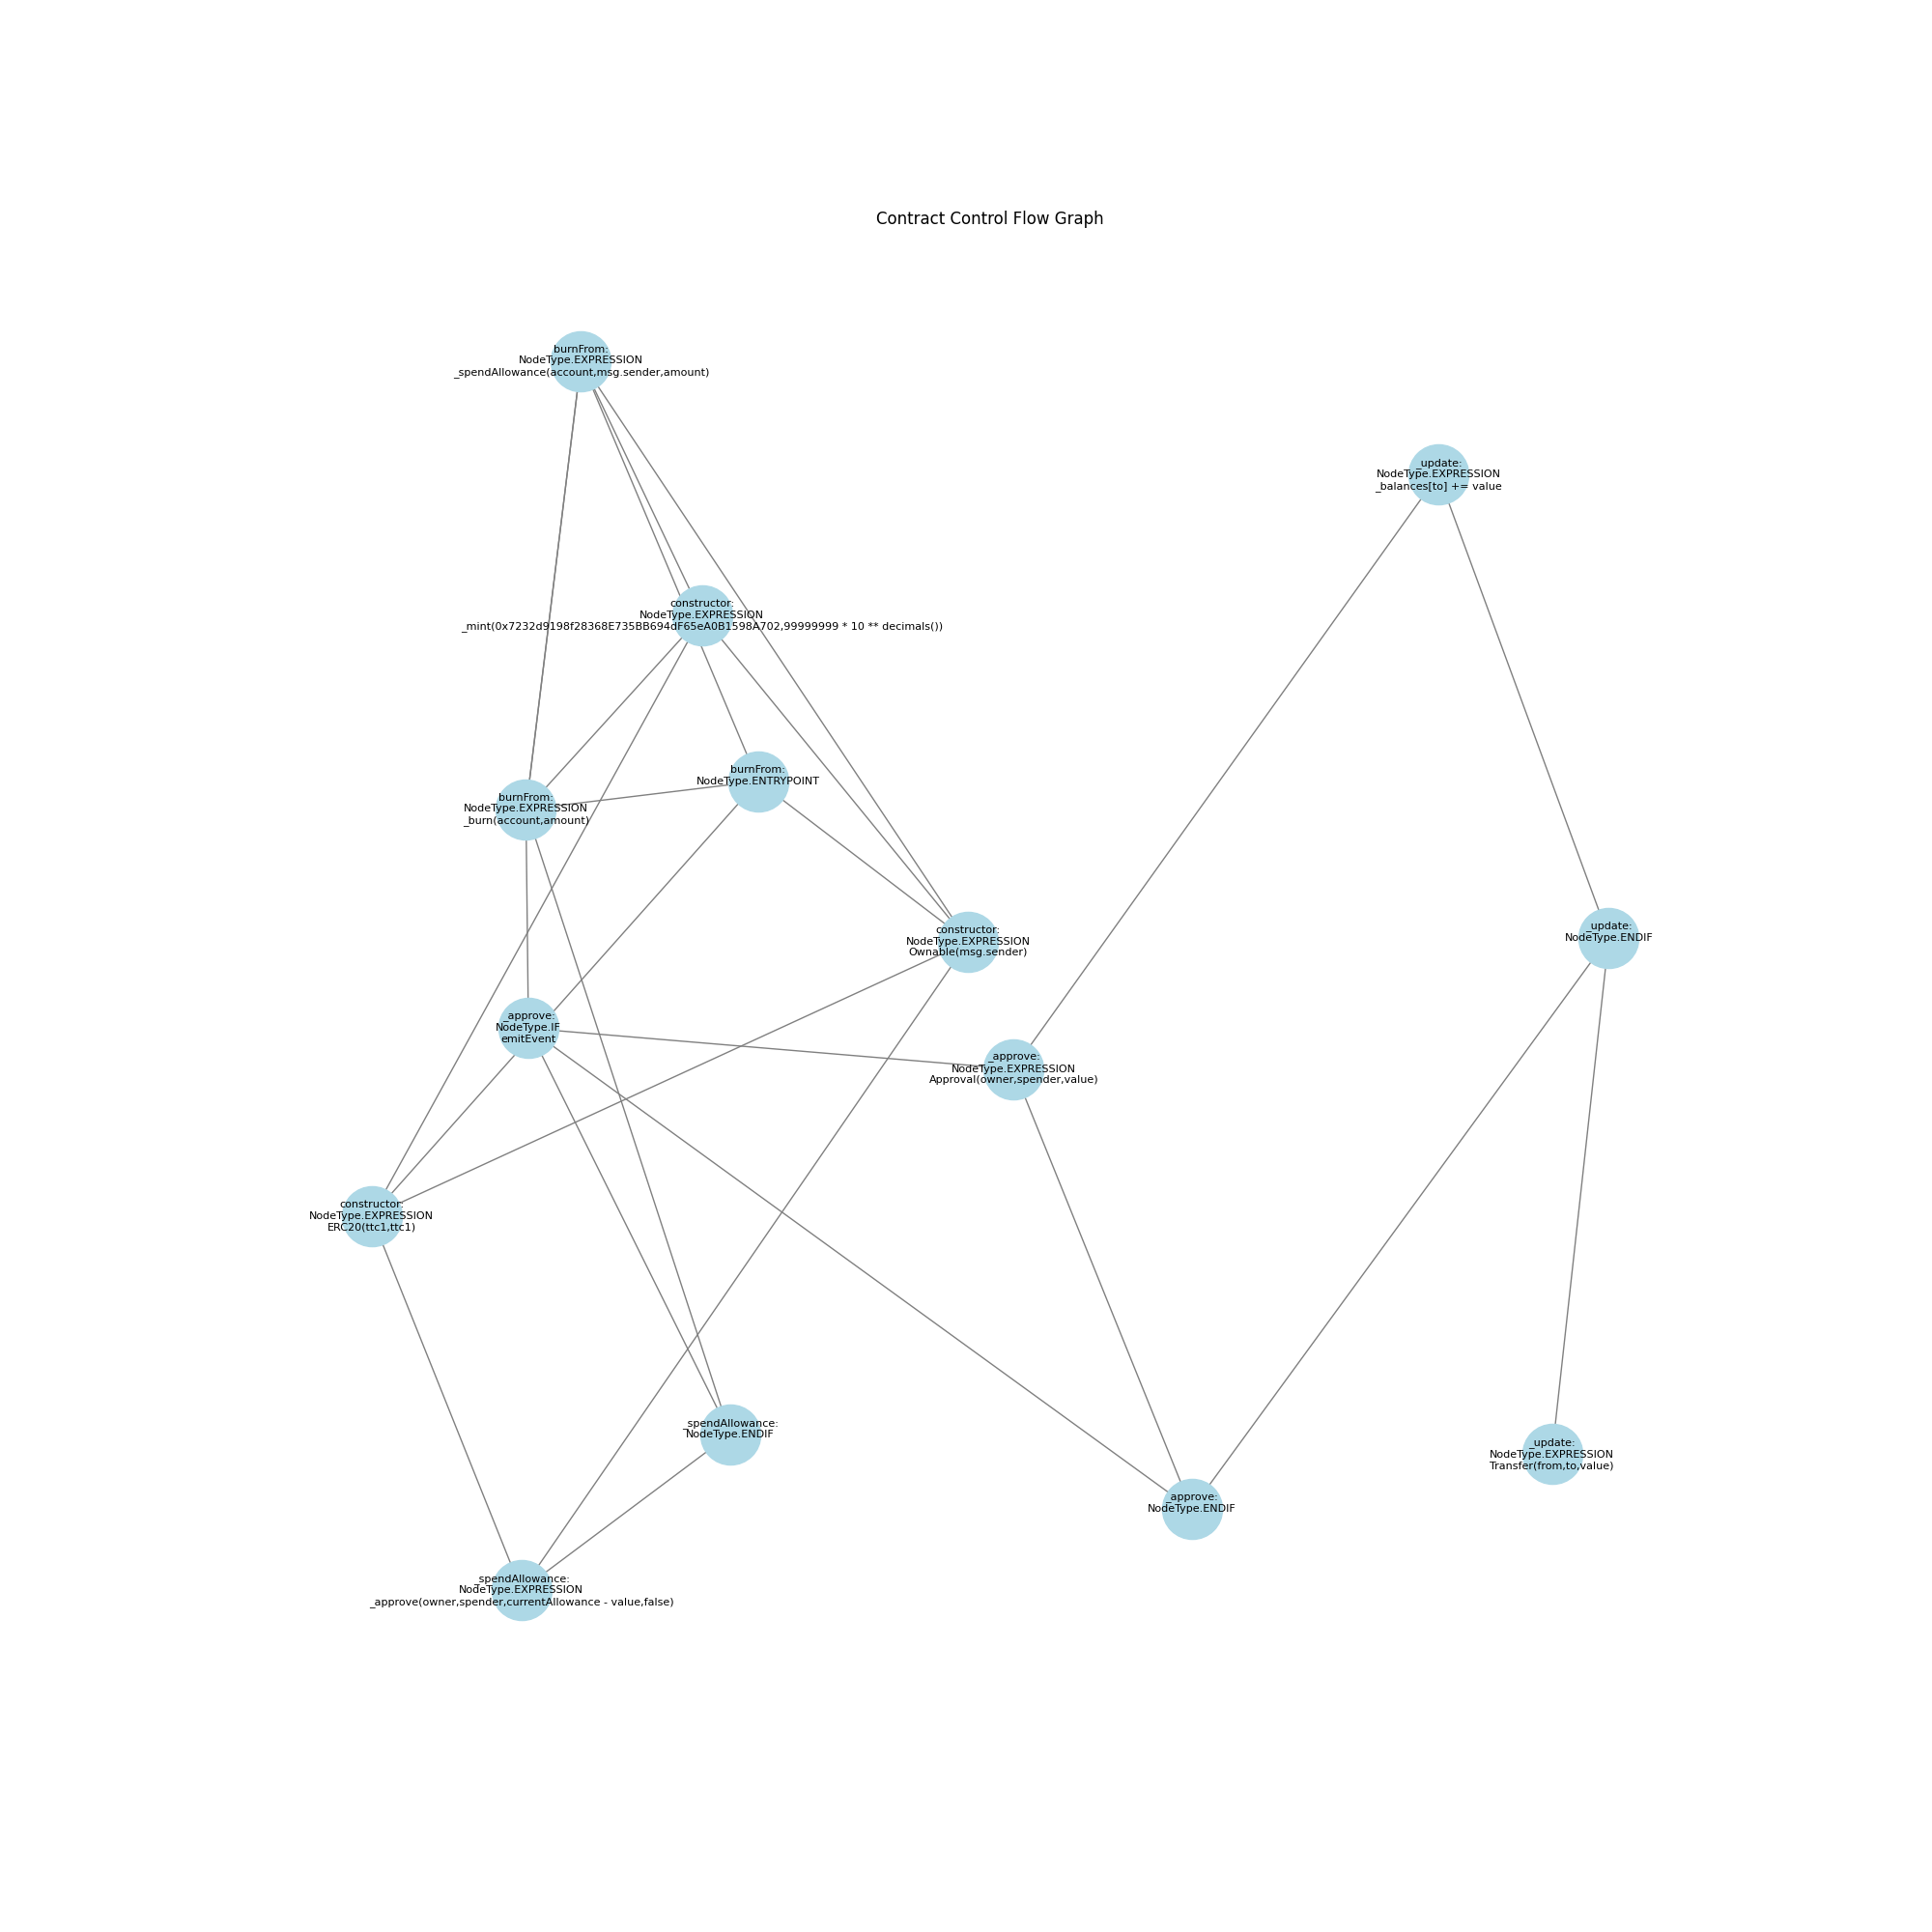 Contract Control Flow Graph
burnFrom:
NodeType.EXPRESSION
_spendAllowance(account,msg.sender,amount)
_update:
NodeType.EXPRESSION
_balances[to] += value
constructor:
NodeType.EXPRESSION
_mint(0x7232d9198f28368E735BB694dF65eA0B1598A702,99999999 * 10 ** decimals())
burnFrom:
NodeType.ENTRYPOINT
burnFrom:
NodeType.EXPRESSION
_burn(account,amount)
constructor:
NodeType.EXPRESSION
Ownable(msg.sender)
_update:
NodeType.ENDIF
_approve:
NodeType.IF
emitEvent
_approve:
NodeType.EXPRESSION
Approval(owner,spender,value)
constructor:
NodeType.EXPRESSION
ERC20(ttc1,ttc1)
_spendAllowance:
NodeType.ENDIF
_update:
NodeType.EXPRESSION
Transfer(from,to,value)
_approve:
NodeType.ENDIF
_spendAllowance:
NodeType.EXPRESSION
_approve(owner,spender,currentAllowance - value,false)